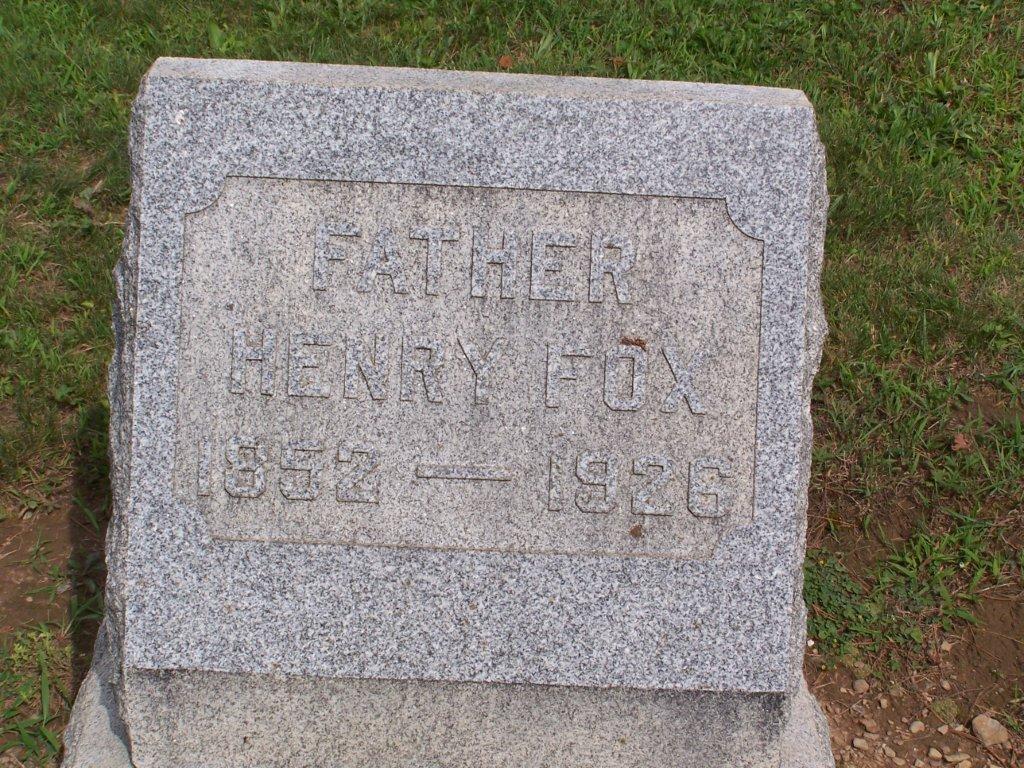 FATHER
HENRY FOX
1852 — 1926